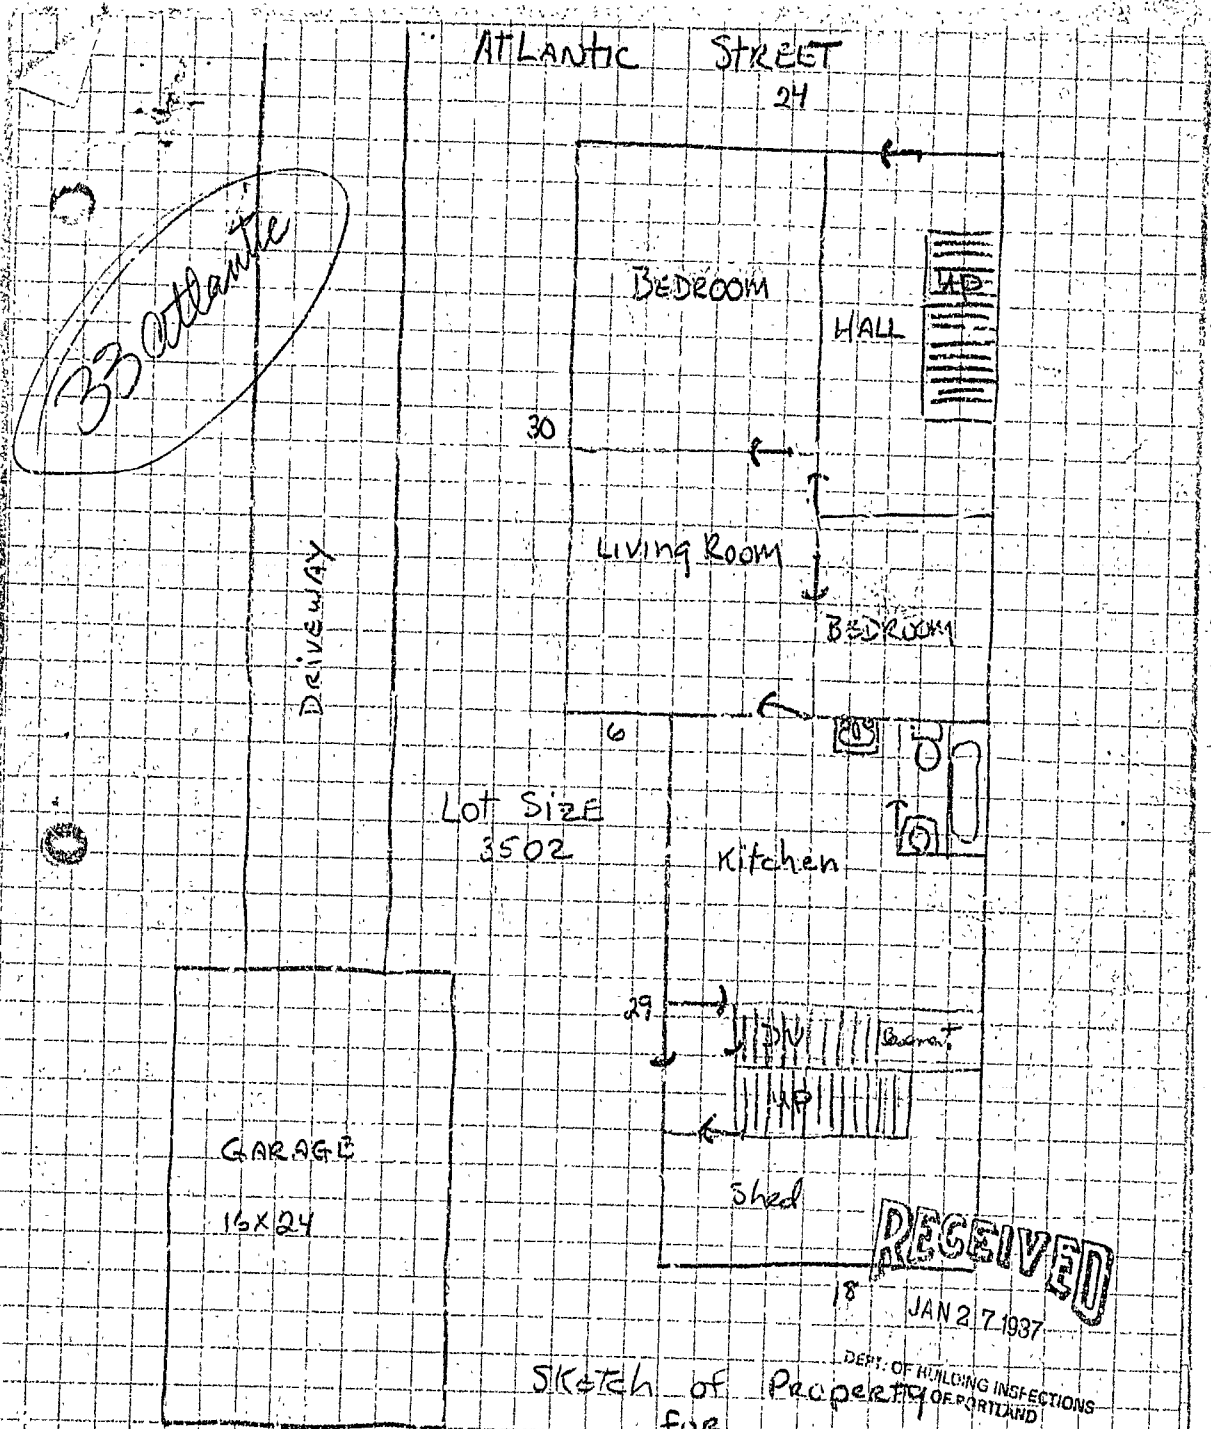 ATLANTIC STREET
24
33 Atlantic
BEDROOM
UP
HALL
30
Living Room
DRIVEWAY
BEDROOM
6
Lot SizE
3502
Kitchen
29
DN
Basement
UP
GARAGE
Shed
16X24
RECEIVED
18
JAN 27 1937
DEPT. OF BUILDING INSPECTIONS
CITY OF PORTLAND
SKETCh of Property
for